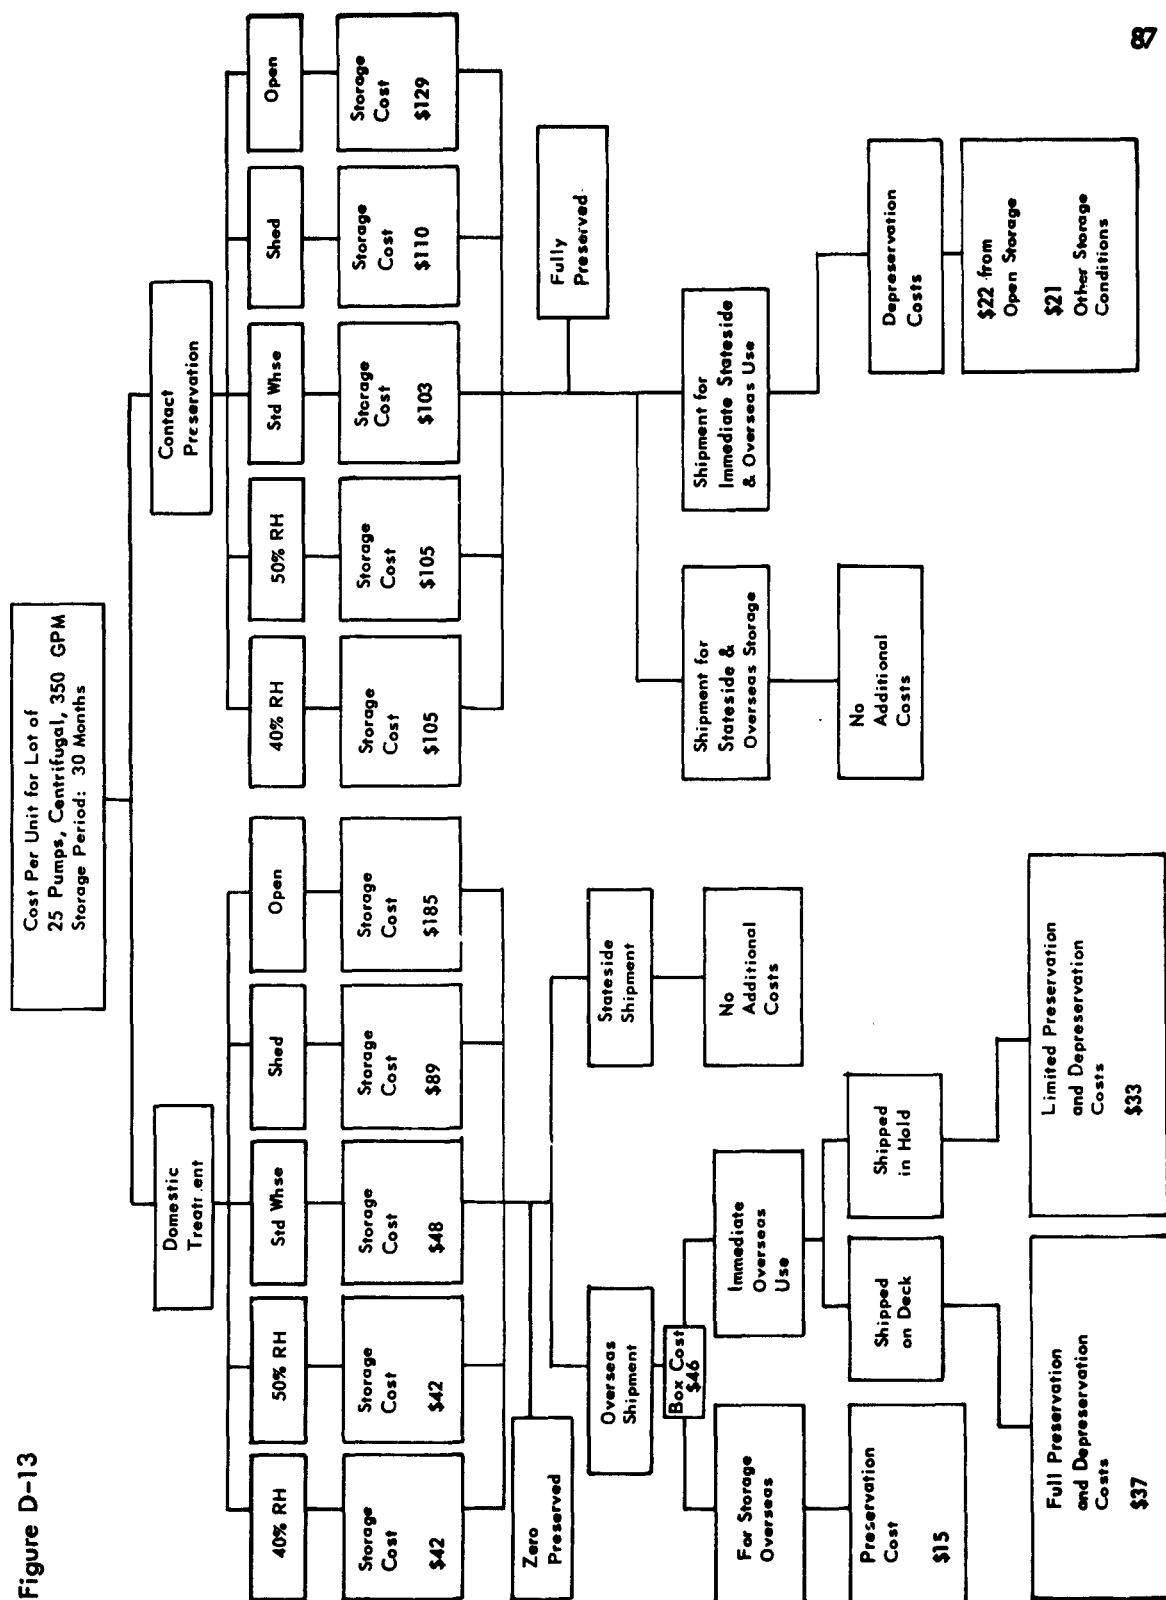 87
Figure D-13
Cost Per Unit for Lot of
25 Pumps, Centrifugal, 350 GPM
Storage Period: 30 Months
Domestic
Treatment
Contact
Preservation
40% RH
50% RH
Std Whse
Shed
Open
40% RH
50% RH
Std Whse
Shed
Open
Storage
Cost
$42
Storage
Cost
$42
Storage
Cost
$48
Storage
Cost
$89
Storage
Cost
$185
Storage
Cost
$105
Storage
Cost
$105
Storage
Cost
$103
Storage
Cost
$110
Storage
Cost
$129
Zero
Preserved
Fully
Preserved
Overseas
Shipment
Stateside
Shipment
Box Cost
$46
No
Additional
Costs
For Storage
Overseas
Immediate
Overseas
Use
Preservation
Cost
$15
Shipped
on Deck
Shipped
in Hold
Full Preservation
and Depreservation
Costs
$37
Limited Preservation
and Depreservation
Costs
$33
Shipment for
Stateside &
Overseas Storage
Shipment for
Immediate Stateside
& Overseas Use
No
Additional
Costs
Depreservation
Costs
$22 from
Open Storage
$21
Other Storage
Conditions